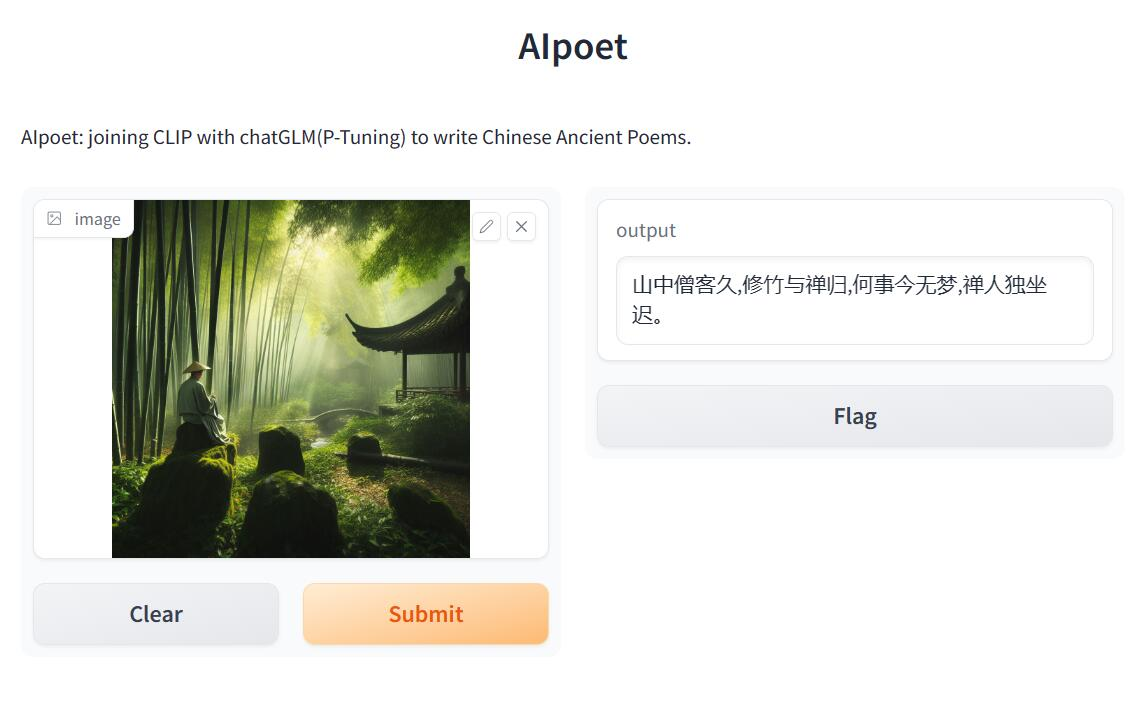 AIpoet
AIpoet: joining CLIP with chatGLM(P-Tuning) to write Chinese Ancient Poems.
image
Clear
Submit
output
山中僧客久,修竹与禅归,何事今无梦,禅人独坐
迟。
Flag